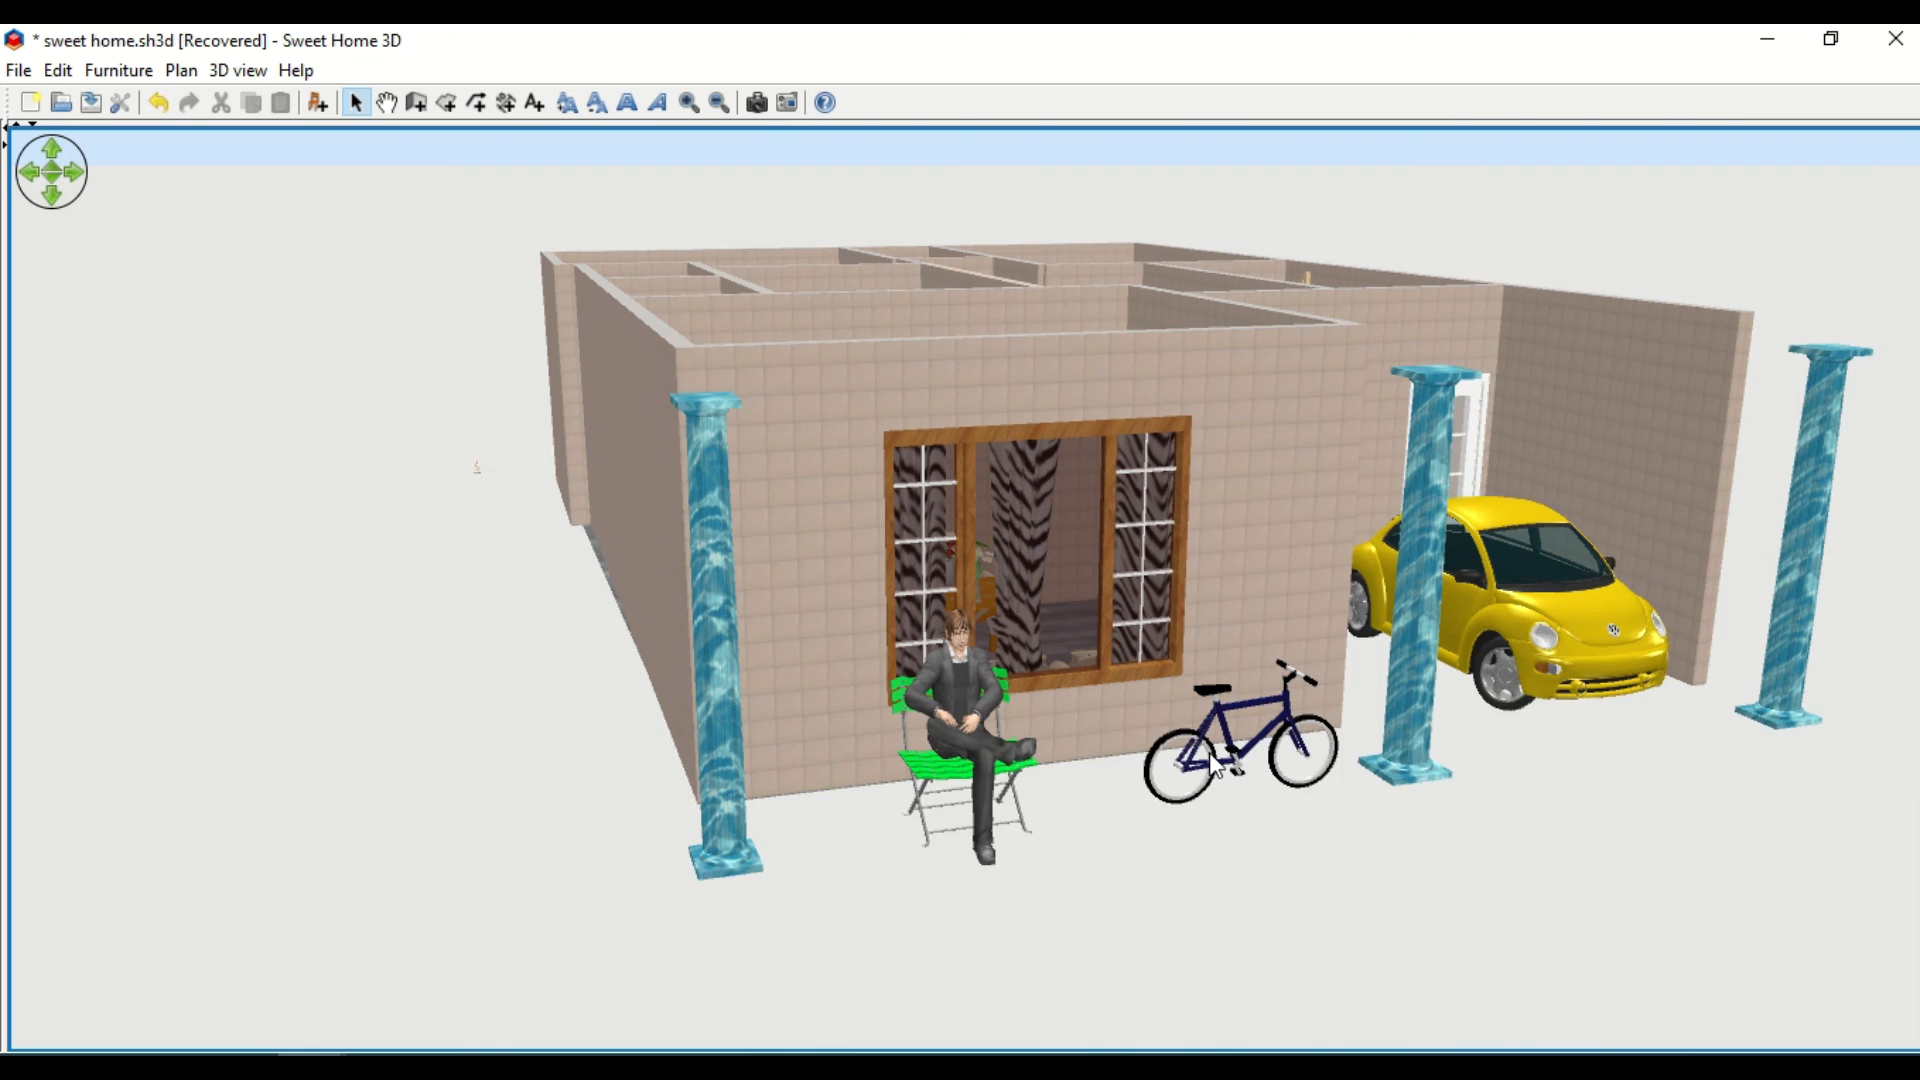 * sweet home.sh3d [Recovered] - Sweet Home 3D
File Edit Furniture Plan 3D view Help